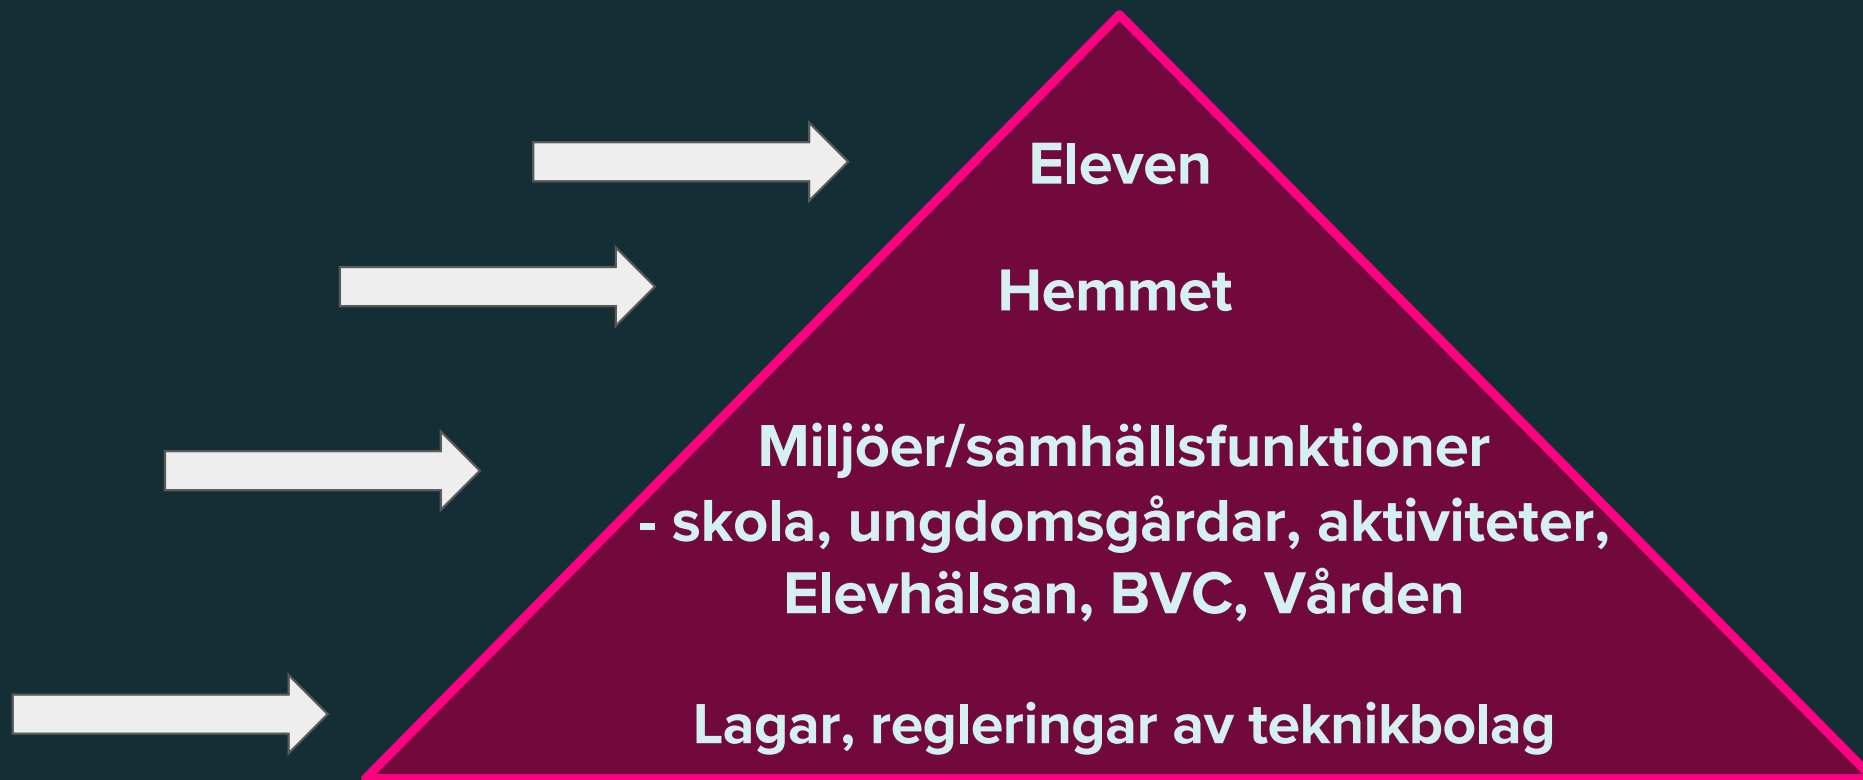 Eleven
Hemmet
Miljöer/samhällsfunktioner
- skola, ungdomsgårdar, aktiviteter,
Elevhälsan, BVC, Vården
Lagar, regleringar av teknikbolag